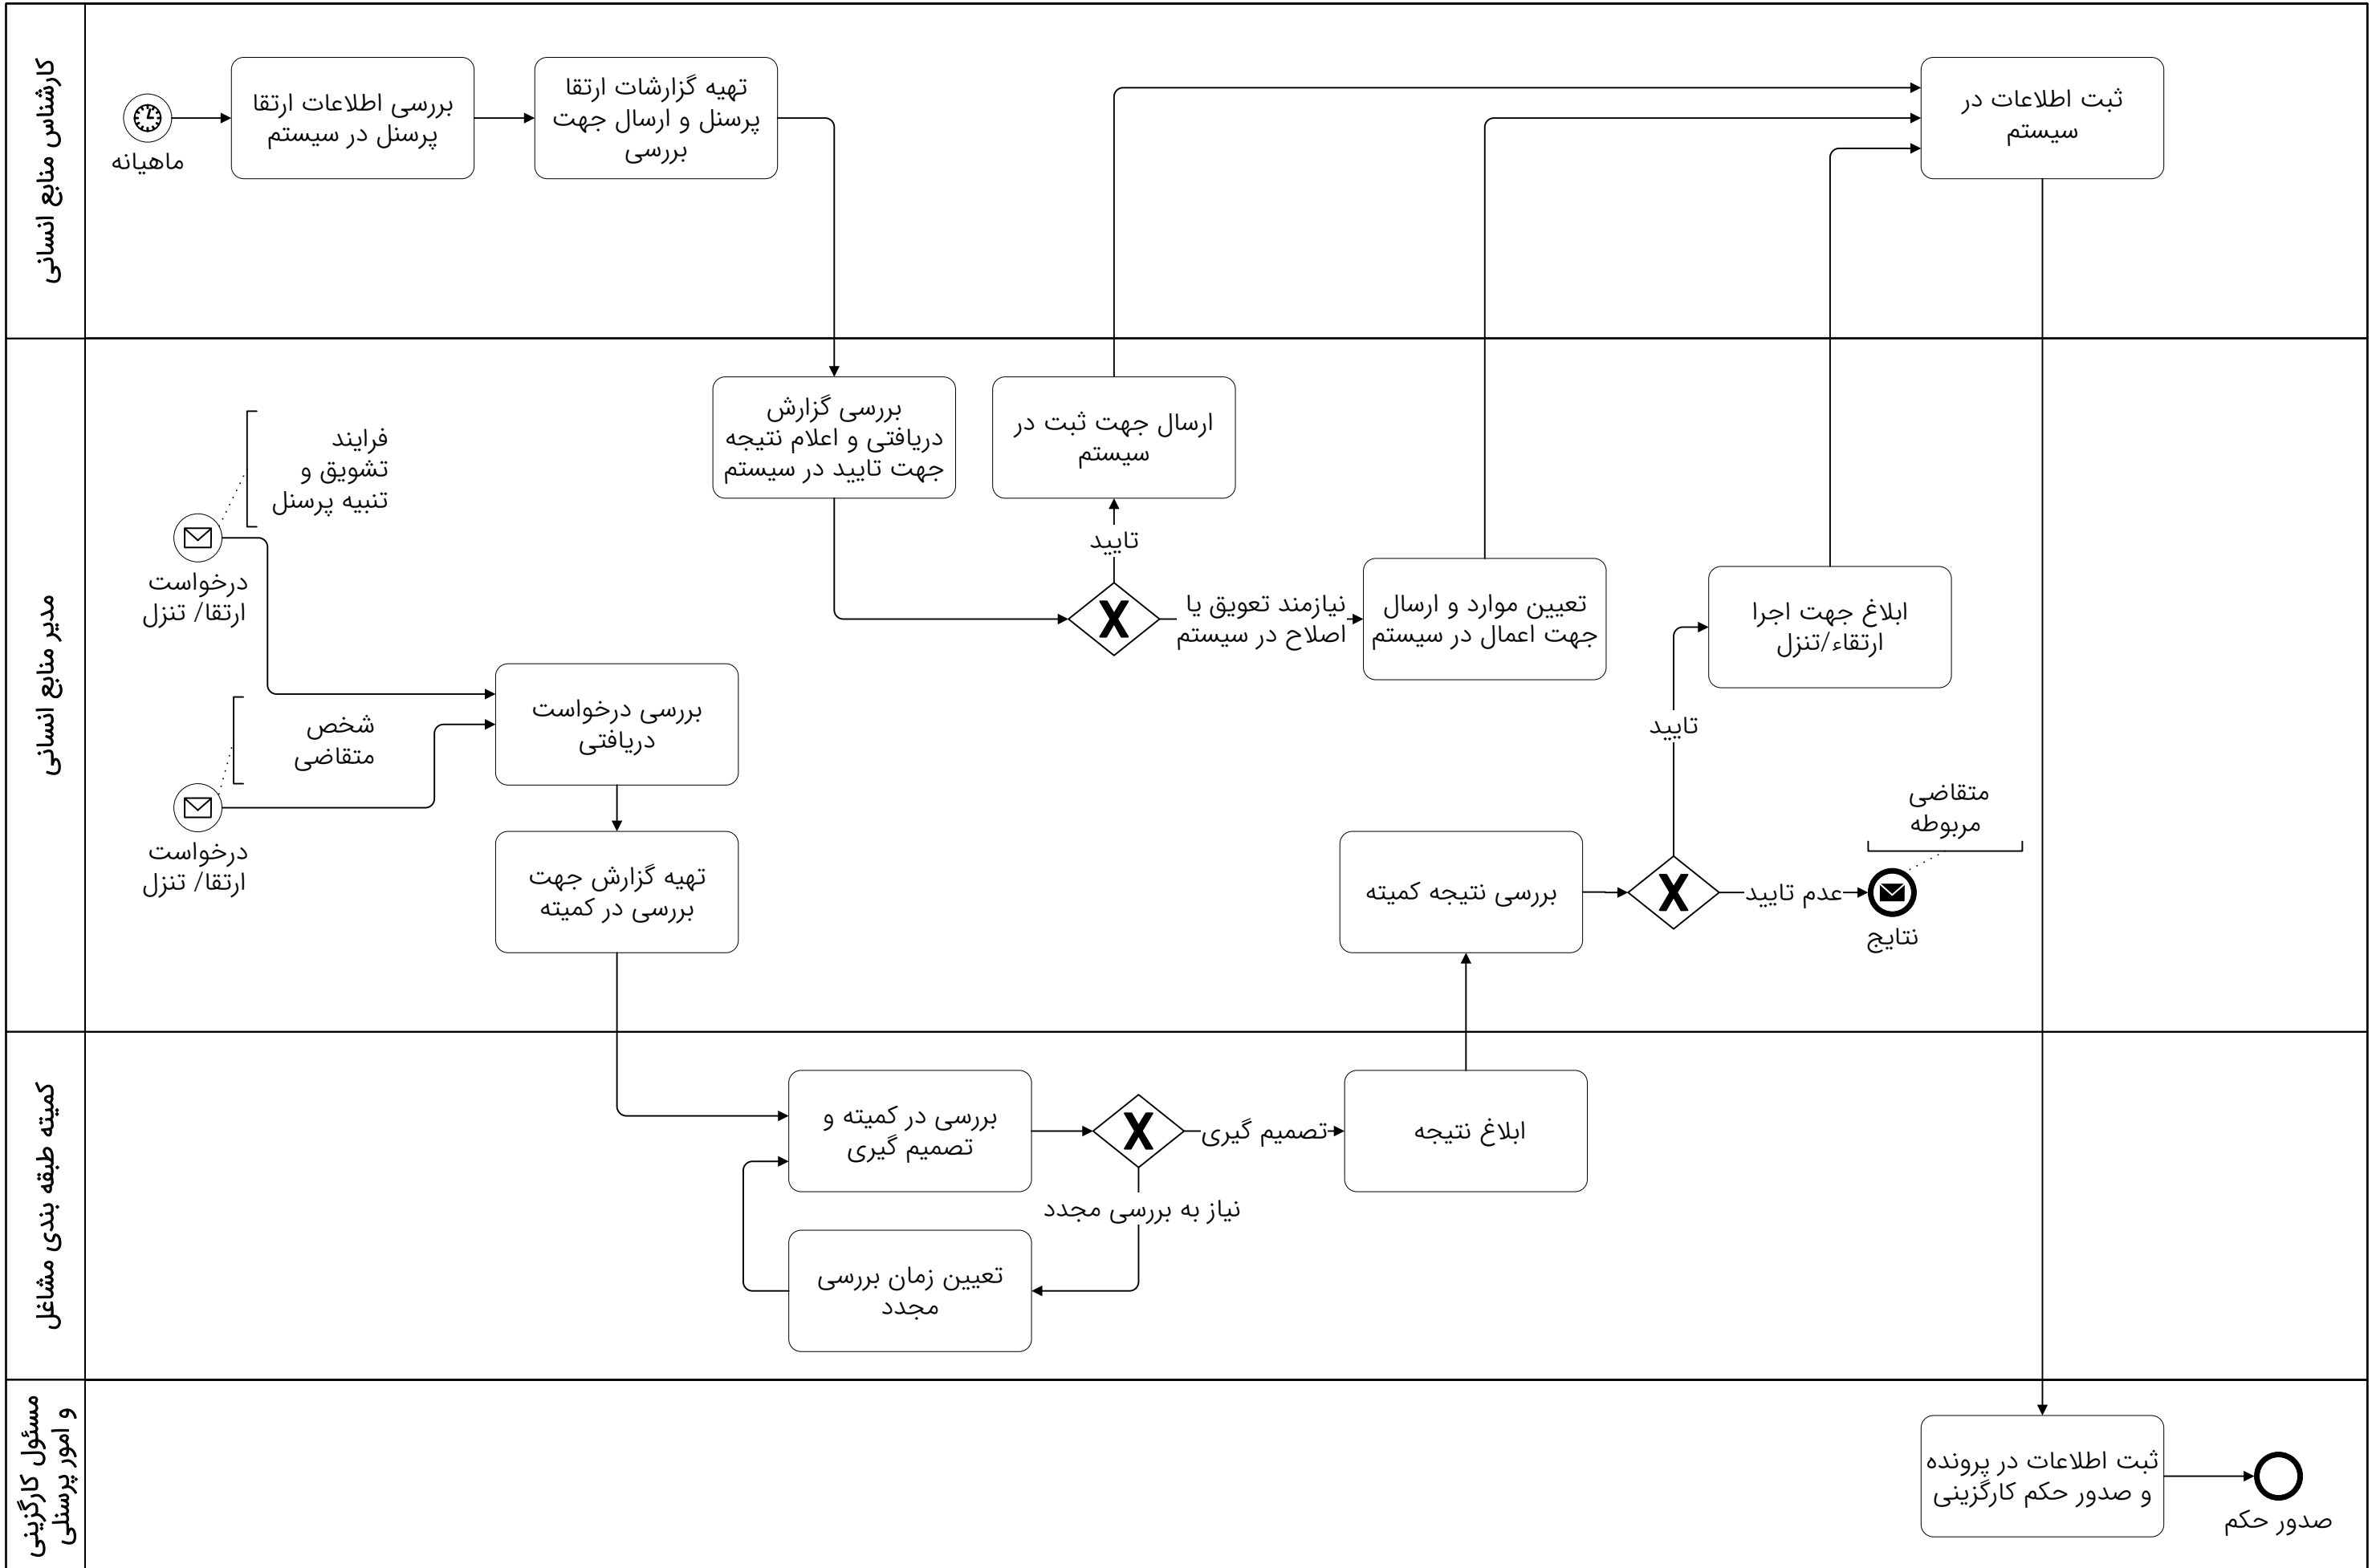 کارشناس منابع انسانی
ماهیانه
بررسی اطلاعات ارتقا
پرسنل در سیستم
تهیه گزارشات ارتقا
پرسنل و ارسال جهت
بررسی
ثبت اطلاعات در
سیستم
مدیر منابع انسانی
فرایند
تشویق و
تنبیه پرسنل
درخواست
ارتقا/ تنزل
شخص
متقاضی
درخواست
ارتقا/ تنزل
بررسی درخواست
دریافتی
تهیه گزارش جهت
بررسی در کمیته
بررسی گزارش
دریافتی و اعلام نتیجه
جهت تایید در سیستم
ارسال جهت ثبت در
سیستم
تایید
نیازمند تعویق یا
اصلاح در سیستم
تعیین موارد و ارسال
جهت اعمال در سیستم
ابلاغ جهت اجرا
ارتقاء/تنزل
تایید
بررسی نتیجه کمیته
عدم تایید
متقاضی
مربوطه
نتایج
کمیته طبقه بندی مشاغل
بررسی در کمیته و
تصمیم گیری
تصمیم گیری
ابلاغ نتیجه
نیاز به بررسی مجدد
تعیین زمان بررسی
مجدد
مسئول کارگزینی
و امور پرسنلی
ثبت اطلاعات در پرونده
و صدور حکم کارگزینی
صدور حکم